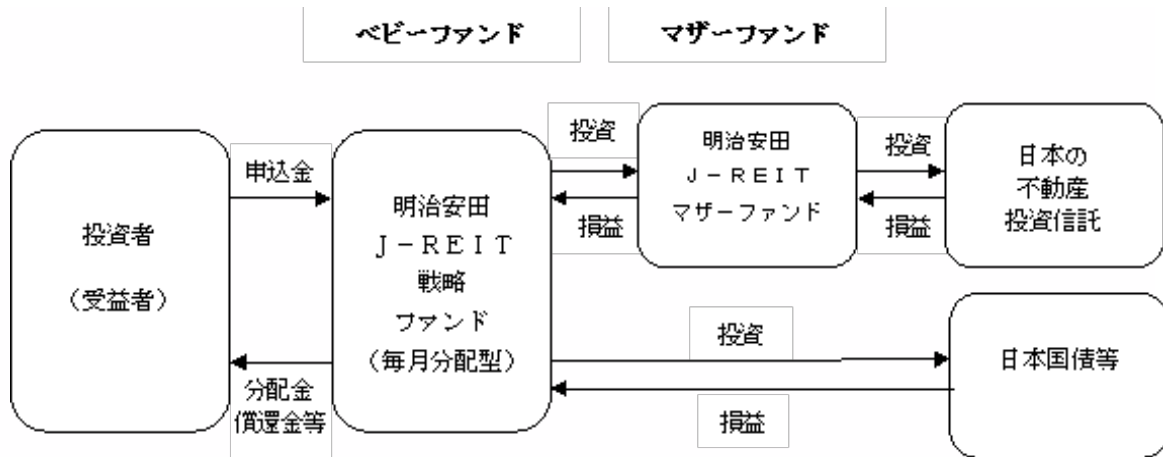 ベビーファンド
マザーファンド
投資者
（受益者）
申込金
分配金
償還金等
明治安田
Ｊ－ＲＥＩＴ
戦略
ファンド
（毎月分配型）
投資
損益
明治安田
Ｊ－ＲＥＩＴ
マザーファンド
投資
損益
日本の
不動産
投資信託
投資
損益
日本国債等